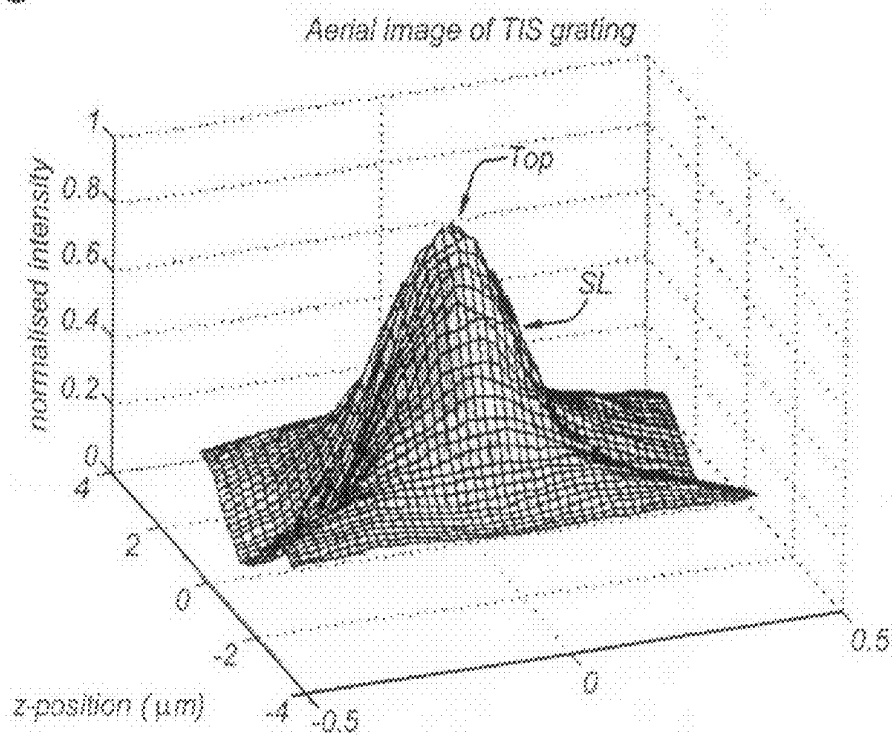 Aerial image of TIS grating
Top
SL
normalised intensity
1
0.8
0.6
0.4
0.2
0
4
2
0
-2
-4
z-position (μm)
-0.5
0
0.5